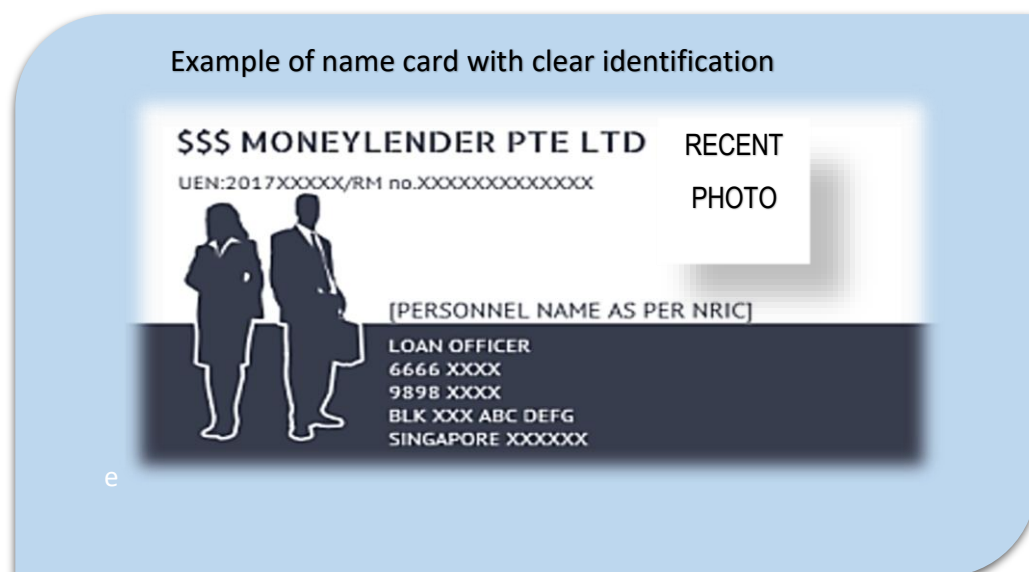 Example of name card with clear identification
$$$ MONEYLENDER PTE LTD
RECENT
PHOTO
UEN:2017XXXXX/RM no.XXXXXXXXXXXXX
[PERSONNEL NAME AS PER NRIC]
LOAN OFFICER
6666 XXXX
9898 XXXX
BLK XXX ABC DEFG
SINGAPORE XXXXXX
e